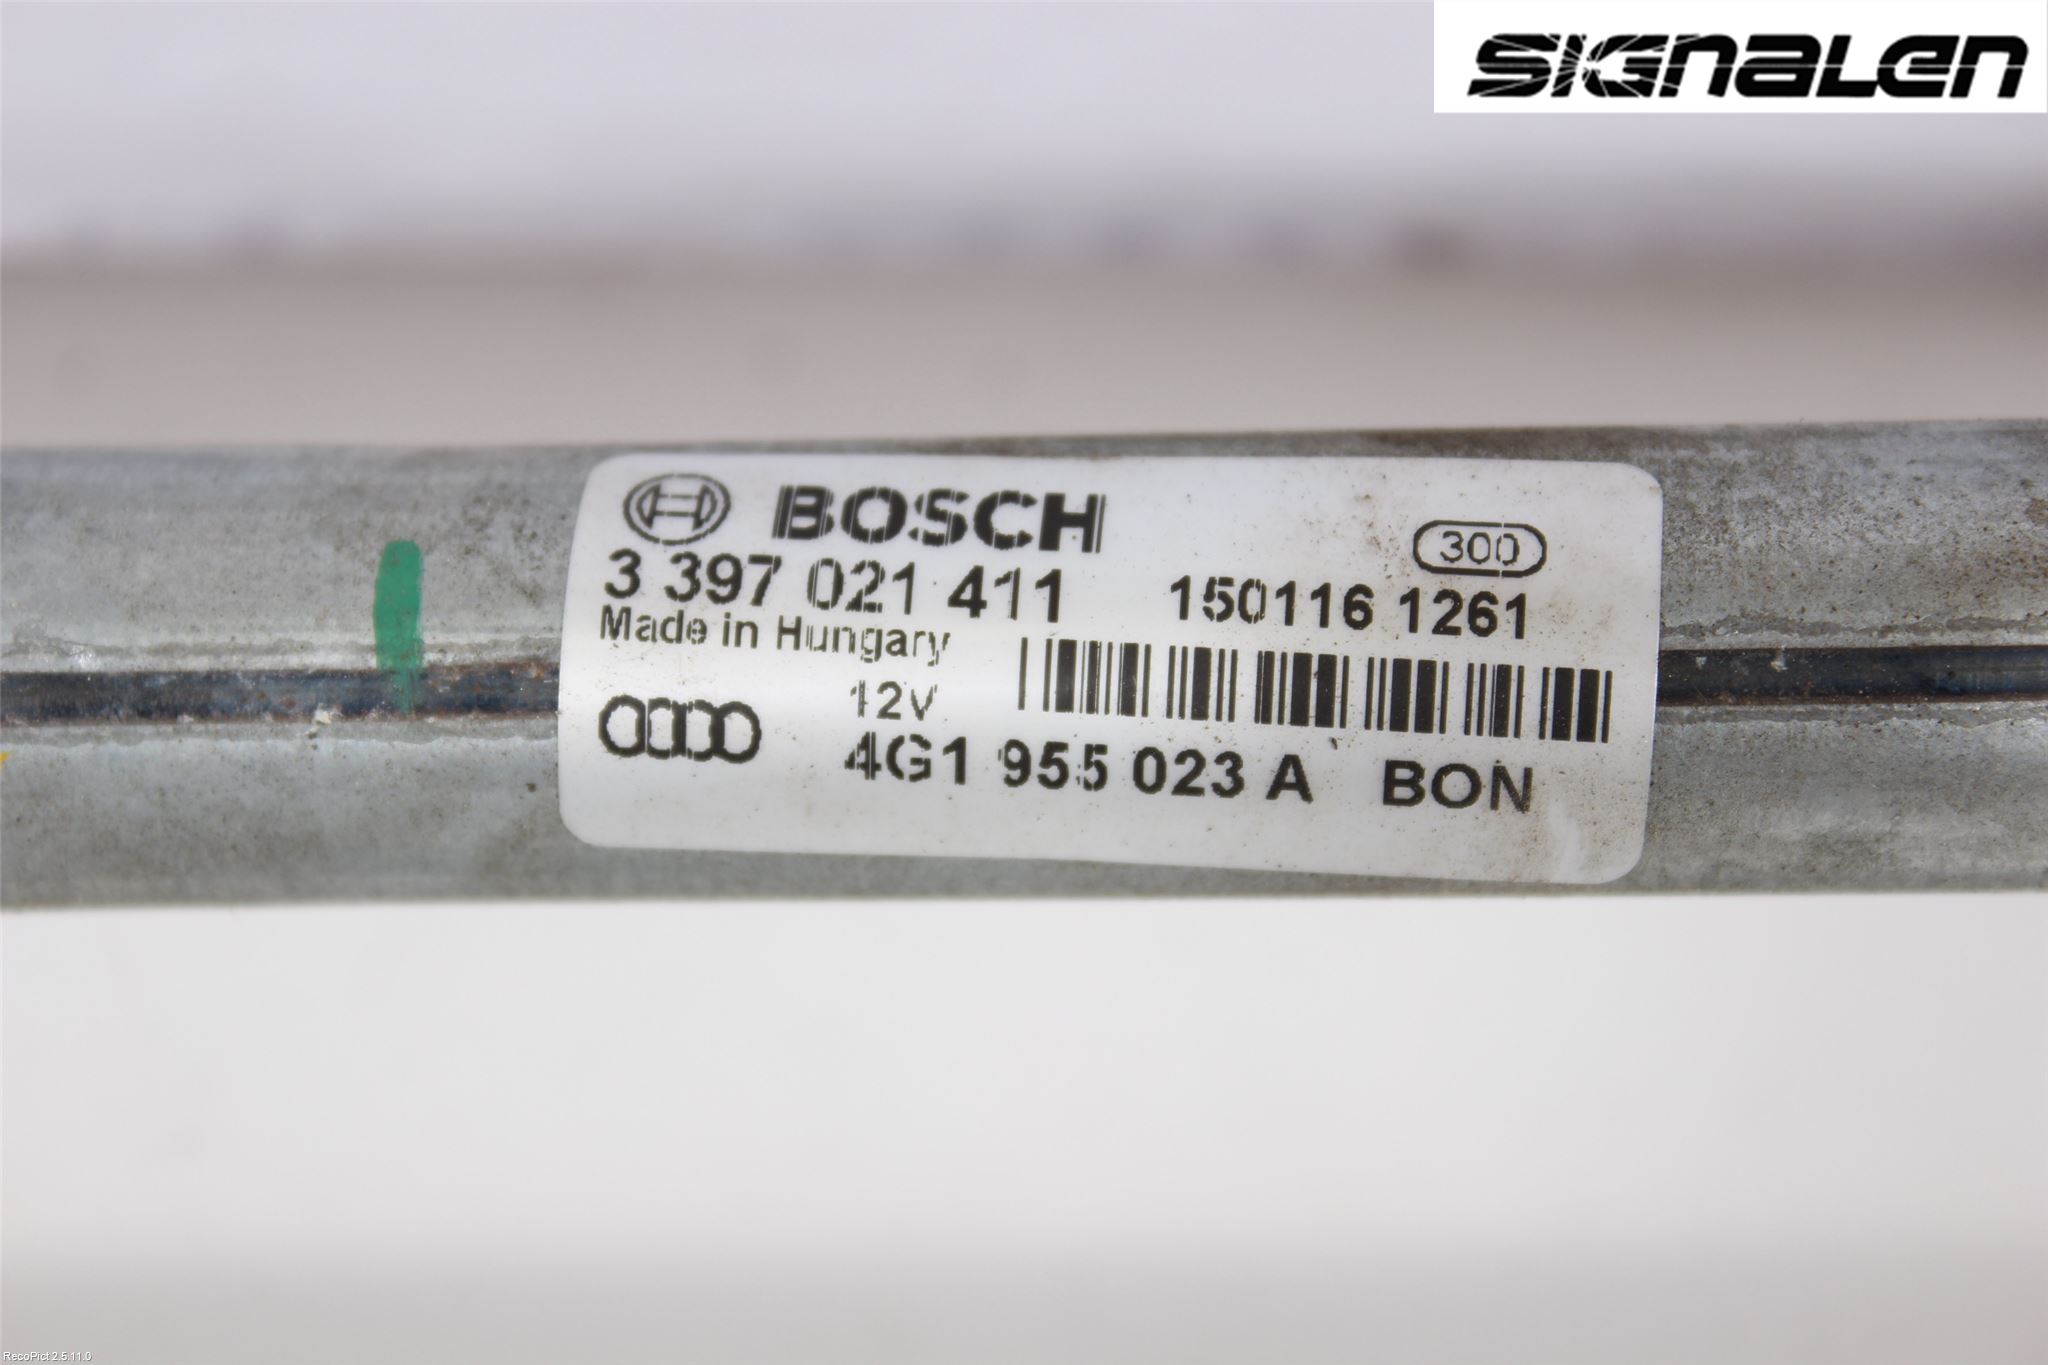 SIGNALEN
BOSCH
300
3 397 021 411 150116 1261
Made in Hungary
12V
4G1 955 023 A BON
RecoPict 2.5.11.0